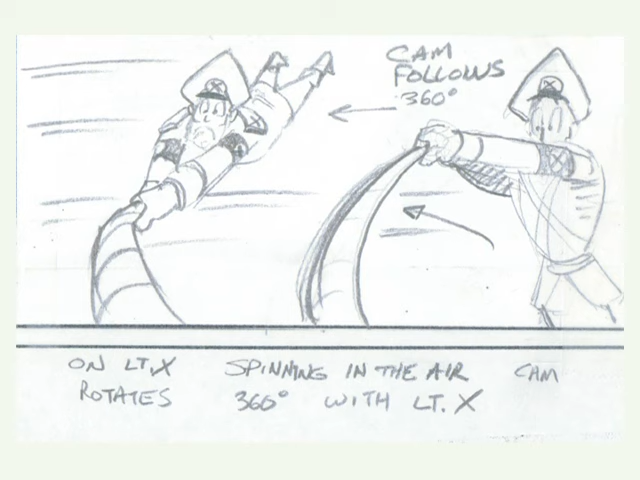 CAM
FOLLOWS
360°
ON LT.X SPINNING IN THE AIR CAM
ROTATES 360° WITH LT. X